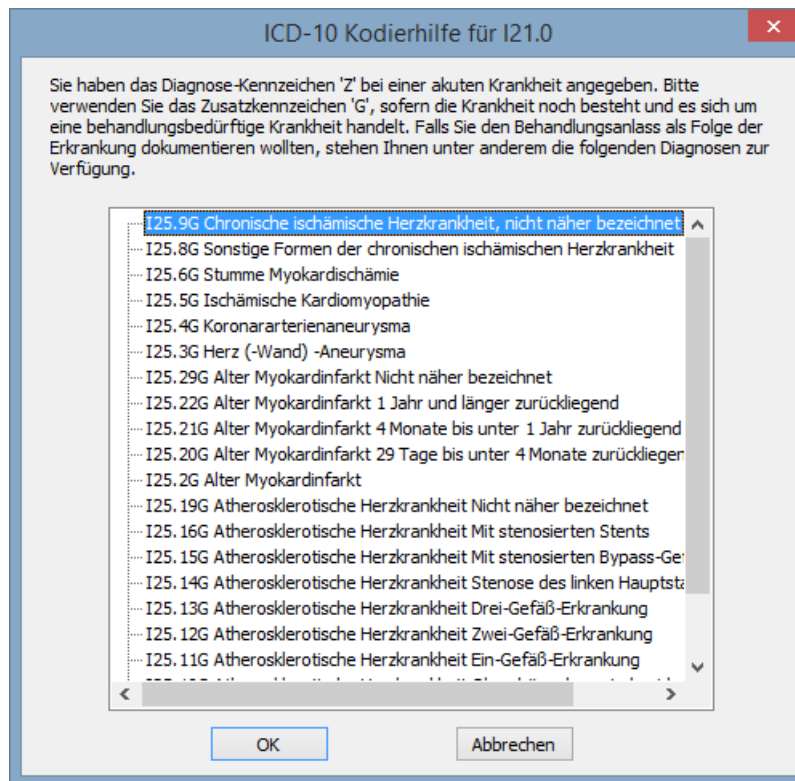 ICD-10 Kodierhilfe für I21.0
Sie haben das Diagnose-Kennzeichen 'Z' bei einer akuten Krankheit angegeben. Bitte
verwenden Sie das Zusatzkennzeichen 'G', sofern die Krankheit noch besteht und es sich um
eine behandlungsbedürftige Krankheit handelt. Falls Sie den Behandlungsanlass als Folge der
Erkrankung dokumentieren wollten, stehen Ihnen unter anderem die folgenden Diagnosen zur
Verfügung.
I25.9G Chronische ischämische Herzkrankheit, nicht näher bezeichnet
I25.8G Sonstige Formen der chronischen ischämischen Herzkrankheit
I25.6G Stumme Myokardischämie
I25.5G Ischämische Kardiomyopathie
I25.4G Koronararterienaneurysma
I25.3G Herz (-Wand) -Aneurysma
I25.29G Alter Myokardinfarkt Nicht näher bezeichnet
I25.22G Alter Myokardinfarkt 1 Jahr und länger zurückliegend
I25.21G Alter Myokardinfarkt 4 Monate bis unter 1 Jahr zurückliegend
I25.20G Alter Myokardinfarkt 29 Tage bis unter 4 Monate zurückliegen
I25.2G Alter Myokardinfarkt
I25.19G Atherosklerotische Herzkrankheit Nicht näher bezeichnet
I25.16G Atherosklerotische Herzkrankheit Mit stenosierten Stents
I25.15G Atherosklerotische Herzkrankheit Mit stenosierten Bypass-Ge
I25.14G Atherosklerotische Herzkrankheit Stenose des linken Hauptsta
I25.13G Atherosklerotische Herzkrankheit Drei-Gefäß-Erkrankung
I25.12G Atherosklerotische Herzkrankheit Zwei-Gefäß-Erkrankung
I25.11G Atherosklerotische Herzkrankheit Ein-Gefäß-Erkrankung
OK
Abbrechen